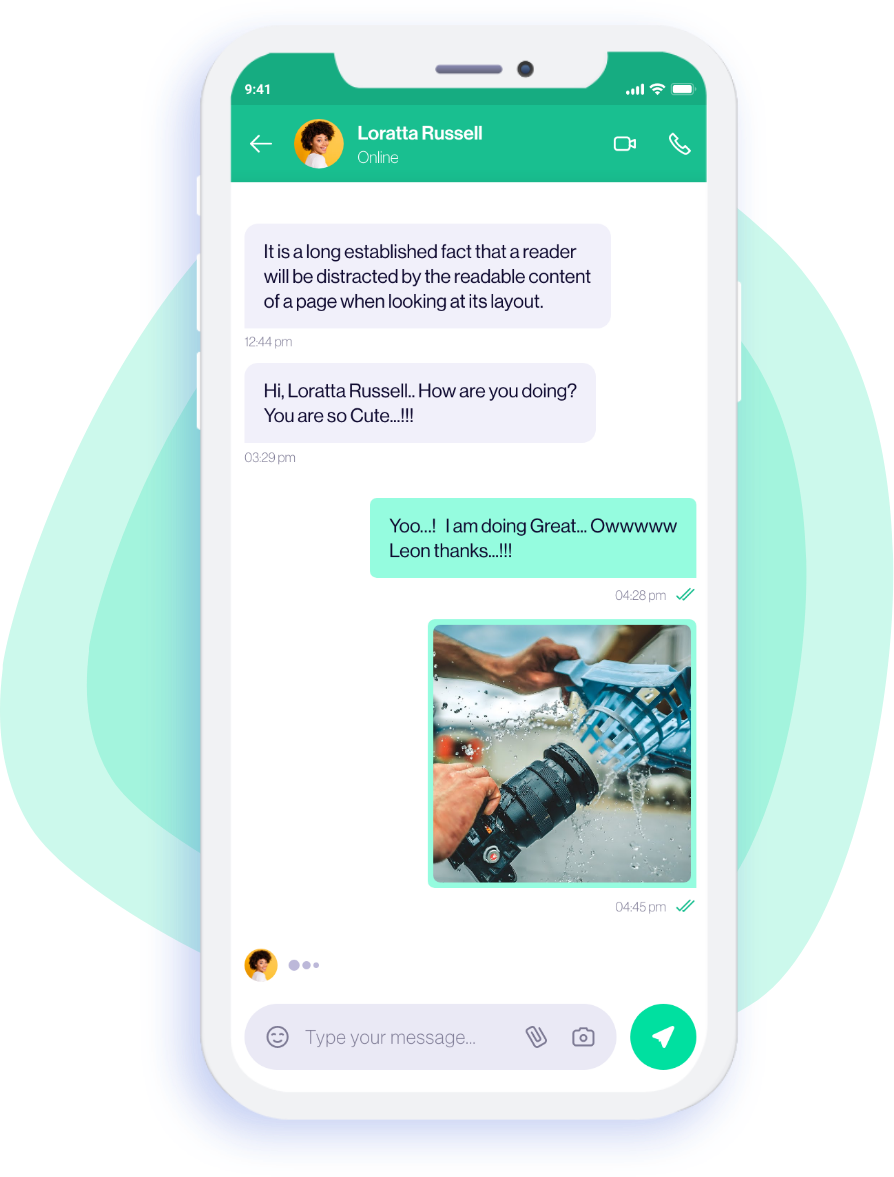 9:41
Loratta Russell
Online
It is a long established fact that a reader
will be distracted by the readable content
of a page when looking at its layout.
12:44 pm
Hi, Loratta Russell.. How are you doing?
You are so Cute...!!!
03:29 pm
Yoo...! I am doing Great... Owwwww
Leon thanks...!!!
04:28 pm
04:45 pm
Type your message...